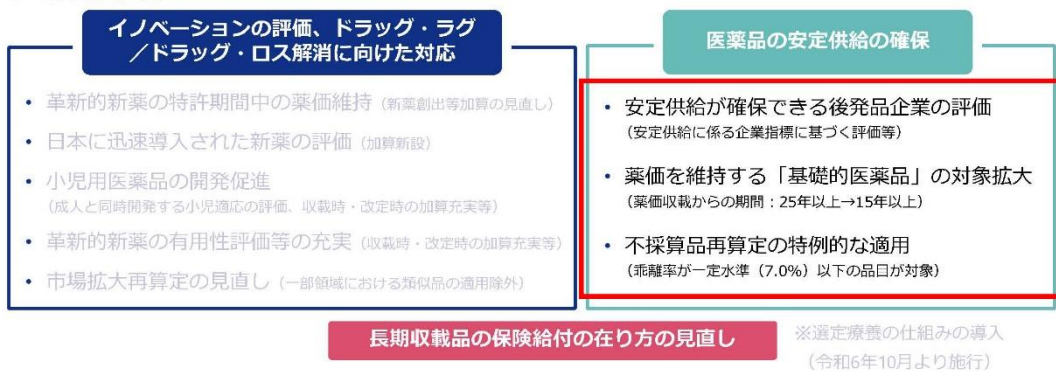 イノベーションの評価、ドラッグ・ラグ
／ドラッグ・ロス解消に向けた対応
• 革新的新薬の特許期間中の薬価維持（新薬創出等加算の見直し）
• 日本に迅速導入された新薬の評価（加算新設）
• 小児用医薬品の開発促進
（成人と同時開発する小児適応の評価、収載時・改定時の加算充実等）
• 革新的新薬の有用性評価等の充実（収載時・改定時の加算充実等）
• 市場拡大再算定の見直し（一部領域における類似品の適用除外）
医薬品の安定供給の確保
• 安定供給が確保できる後発品企業の評価
（安定供給に係る企業指標に基づく評価等）
• 薬価を維持する「基礎的医薬品」の対象拡大
（薬価収載からの期間：25年以上→15年以上）
• 不採算品再算定の特例的な適用
（乖離率が一定水準（7.0%）以下の品目が対象）
長期収載品の保険給付の在り方の見直し
※選定療養の仕組みの導入
（令和6年10月より施行）